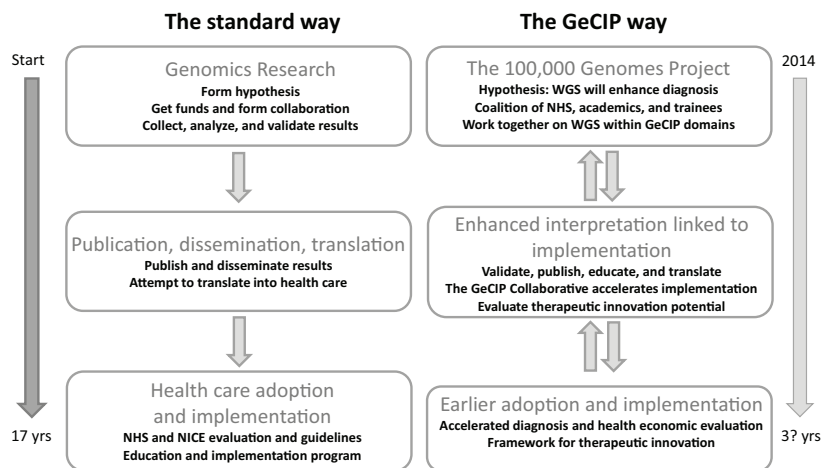 The standard way
Start
Genomics Research
Form hypothesis
Get funds and form collaboration
Collect, analyze, and validate results
Publication, dissemination, translation
Publish and disseminate results
Attempt to translate into health care
Health care adoption
and implementation
NHS and NICE evaluation and guidelines
Education and implementation program
17 yrs
The GeCIP way
2014
The 100,000 Genomes Project
Hypothesis: WGS will enhance diagnosis
Coalition of NHS, academics, and trainees
Work together on WGS within GeCIP domains
Enhanced interpretation linked to
implementation
Validate, publish, educate, and translate
The GeCIP Collaborative accelerates implementation
Evaluate therapeutic innovation potential
Earlier adoption and implementation
Accelerated diagnosis and health economic evaluation
Framework for therapeutic innovation
3? yrs